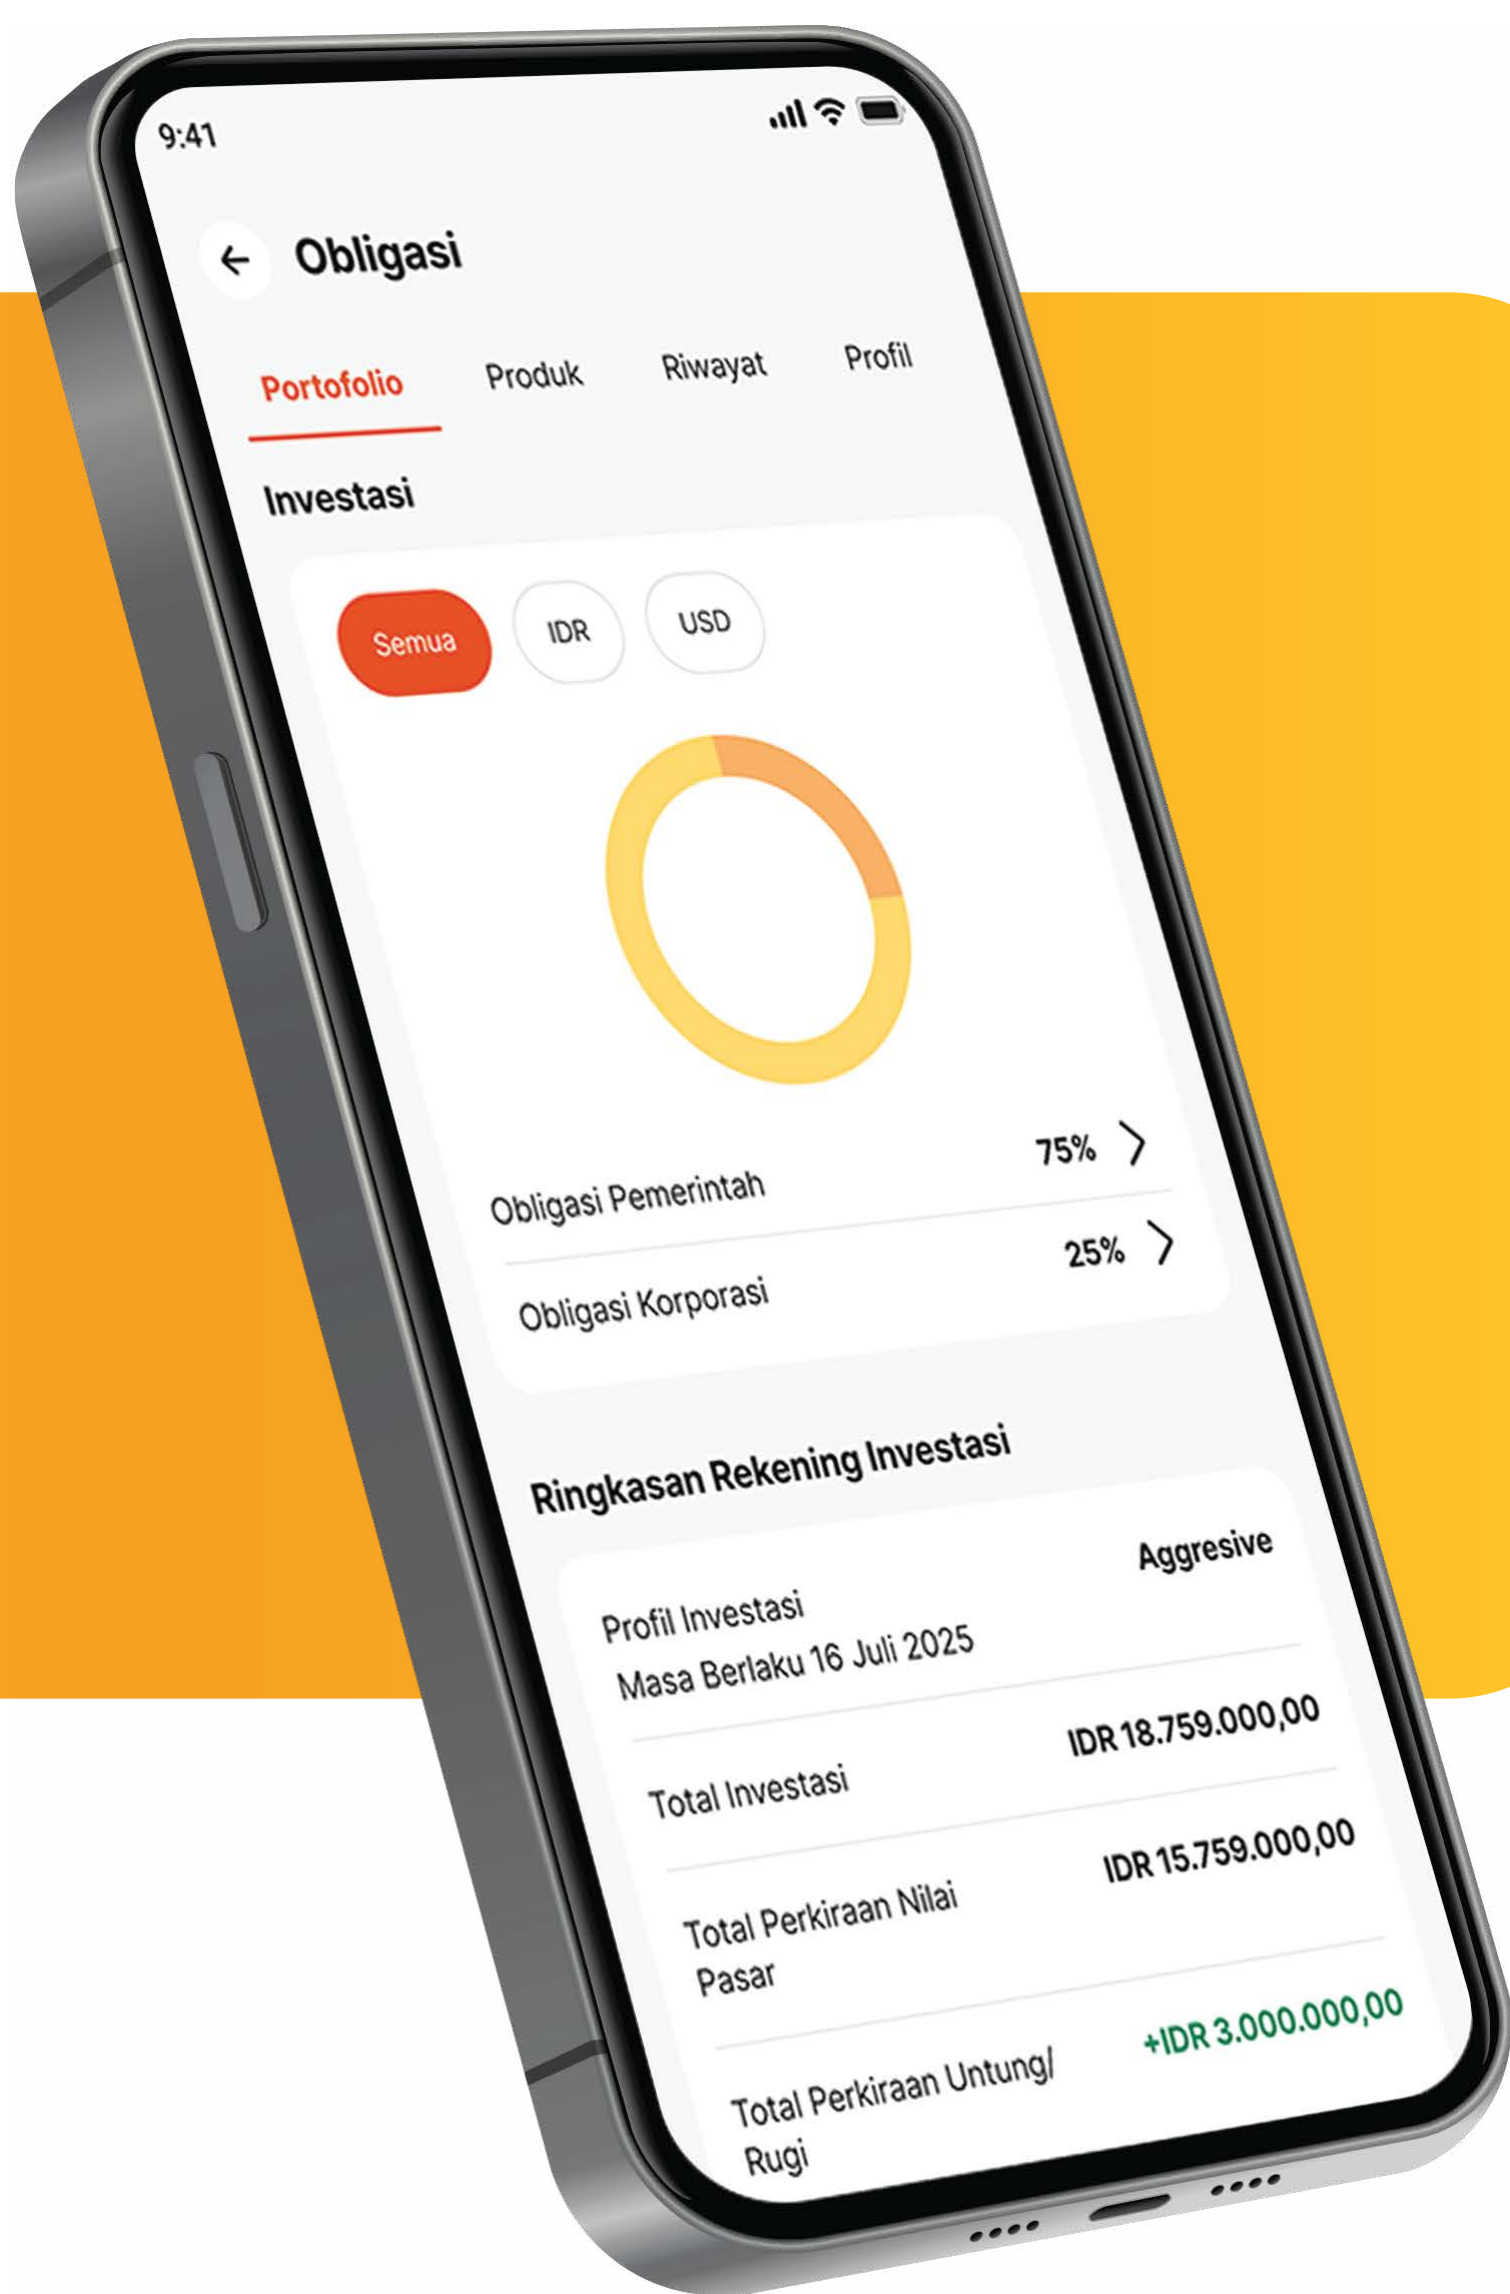 9:41
Obligasi
Portofolio Produk Riwayat Profil
Investasi
Semua IDR USD
Obligasi Pemerintah 75%
Obligasi Korporasi 25%
Ringkasan Rekening Investasi
Profil Investasi Aggresive
Masa Berlaku 16 Juli 2025
Total Investasi IDR 18.759.000,00
Total Perkiraan Nilai IDR 15.759.000,00
Pasar
Total Perkiraan Untung/ +IDR 3.000.000,00
Rugi